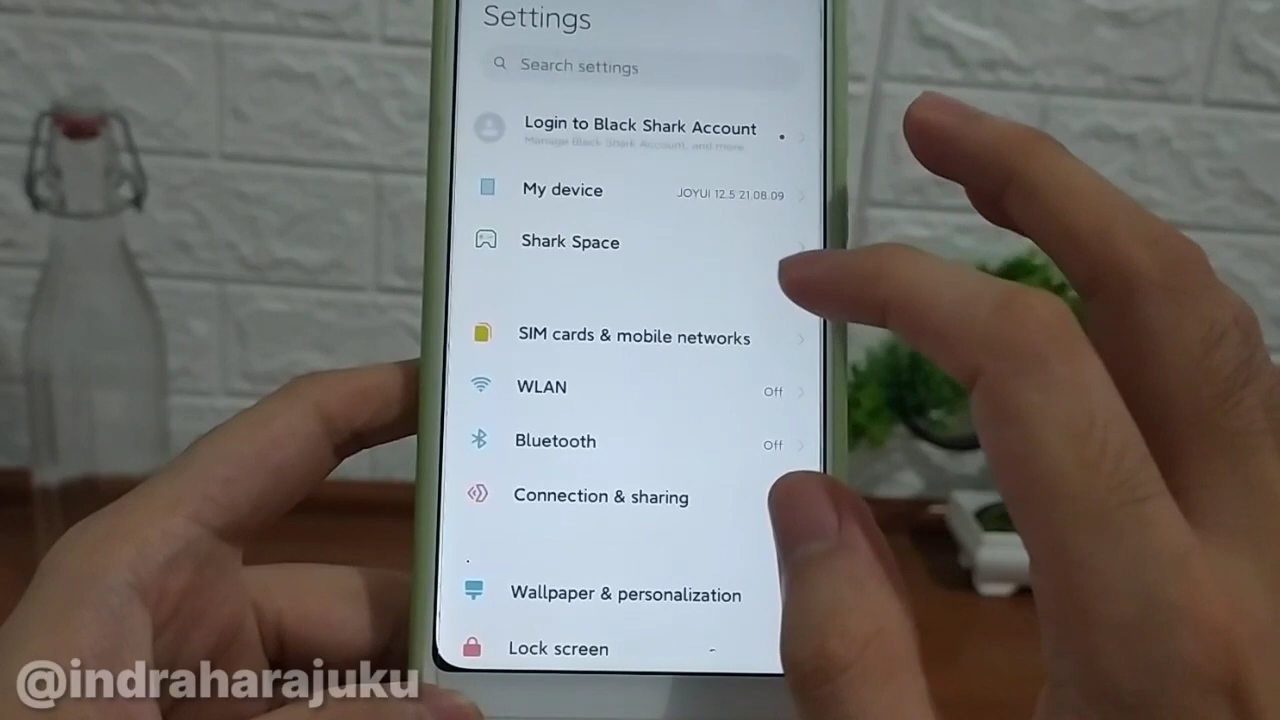 Settings
Search settings
Login to Black Shark Account
Manage Black Shark Account, and more
My device JOYUI 12.5 21.08.09
Shark Space
SIM cards & mobile networks
WLAN Off
Bluetooth Off
Connection & sharing
Wallpaper & personalization
Lock screen
@indraharajuku